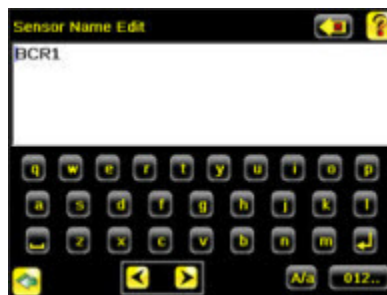 Sensor Name Edit
?
BCR1
q w e r t y u i o p
a s d f g h j k l
z x c v b n m
A/a 012..